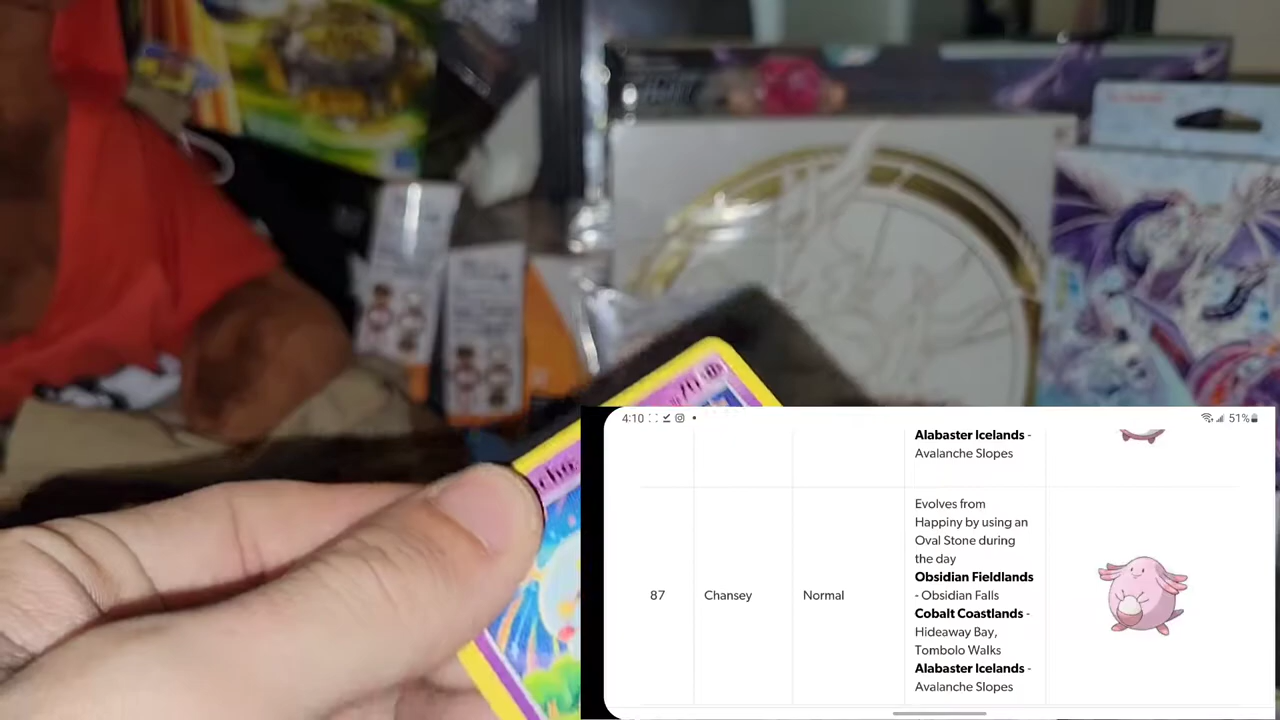 4:10
51%
Alabaster Icelands -
Avalanche Slopes
Evolves from
Happiny by using an
Oval Stone during
the day
Obsidian Fieldlands
87 Chansey Normal - Obsidian Falls
Cobalt Coastlands -
Hideaway Bay,
Tombolo Walks
Alabaster Icelands -
Avalanche Slopes